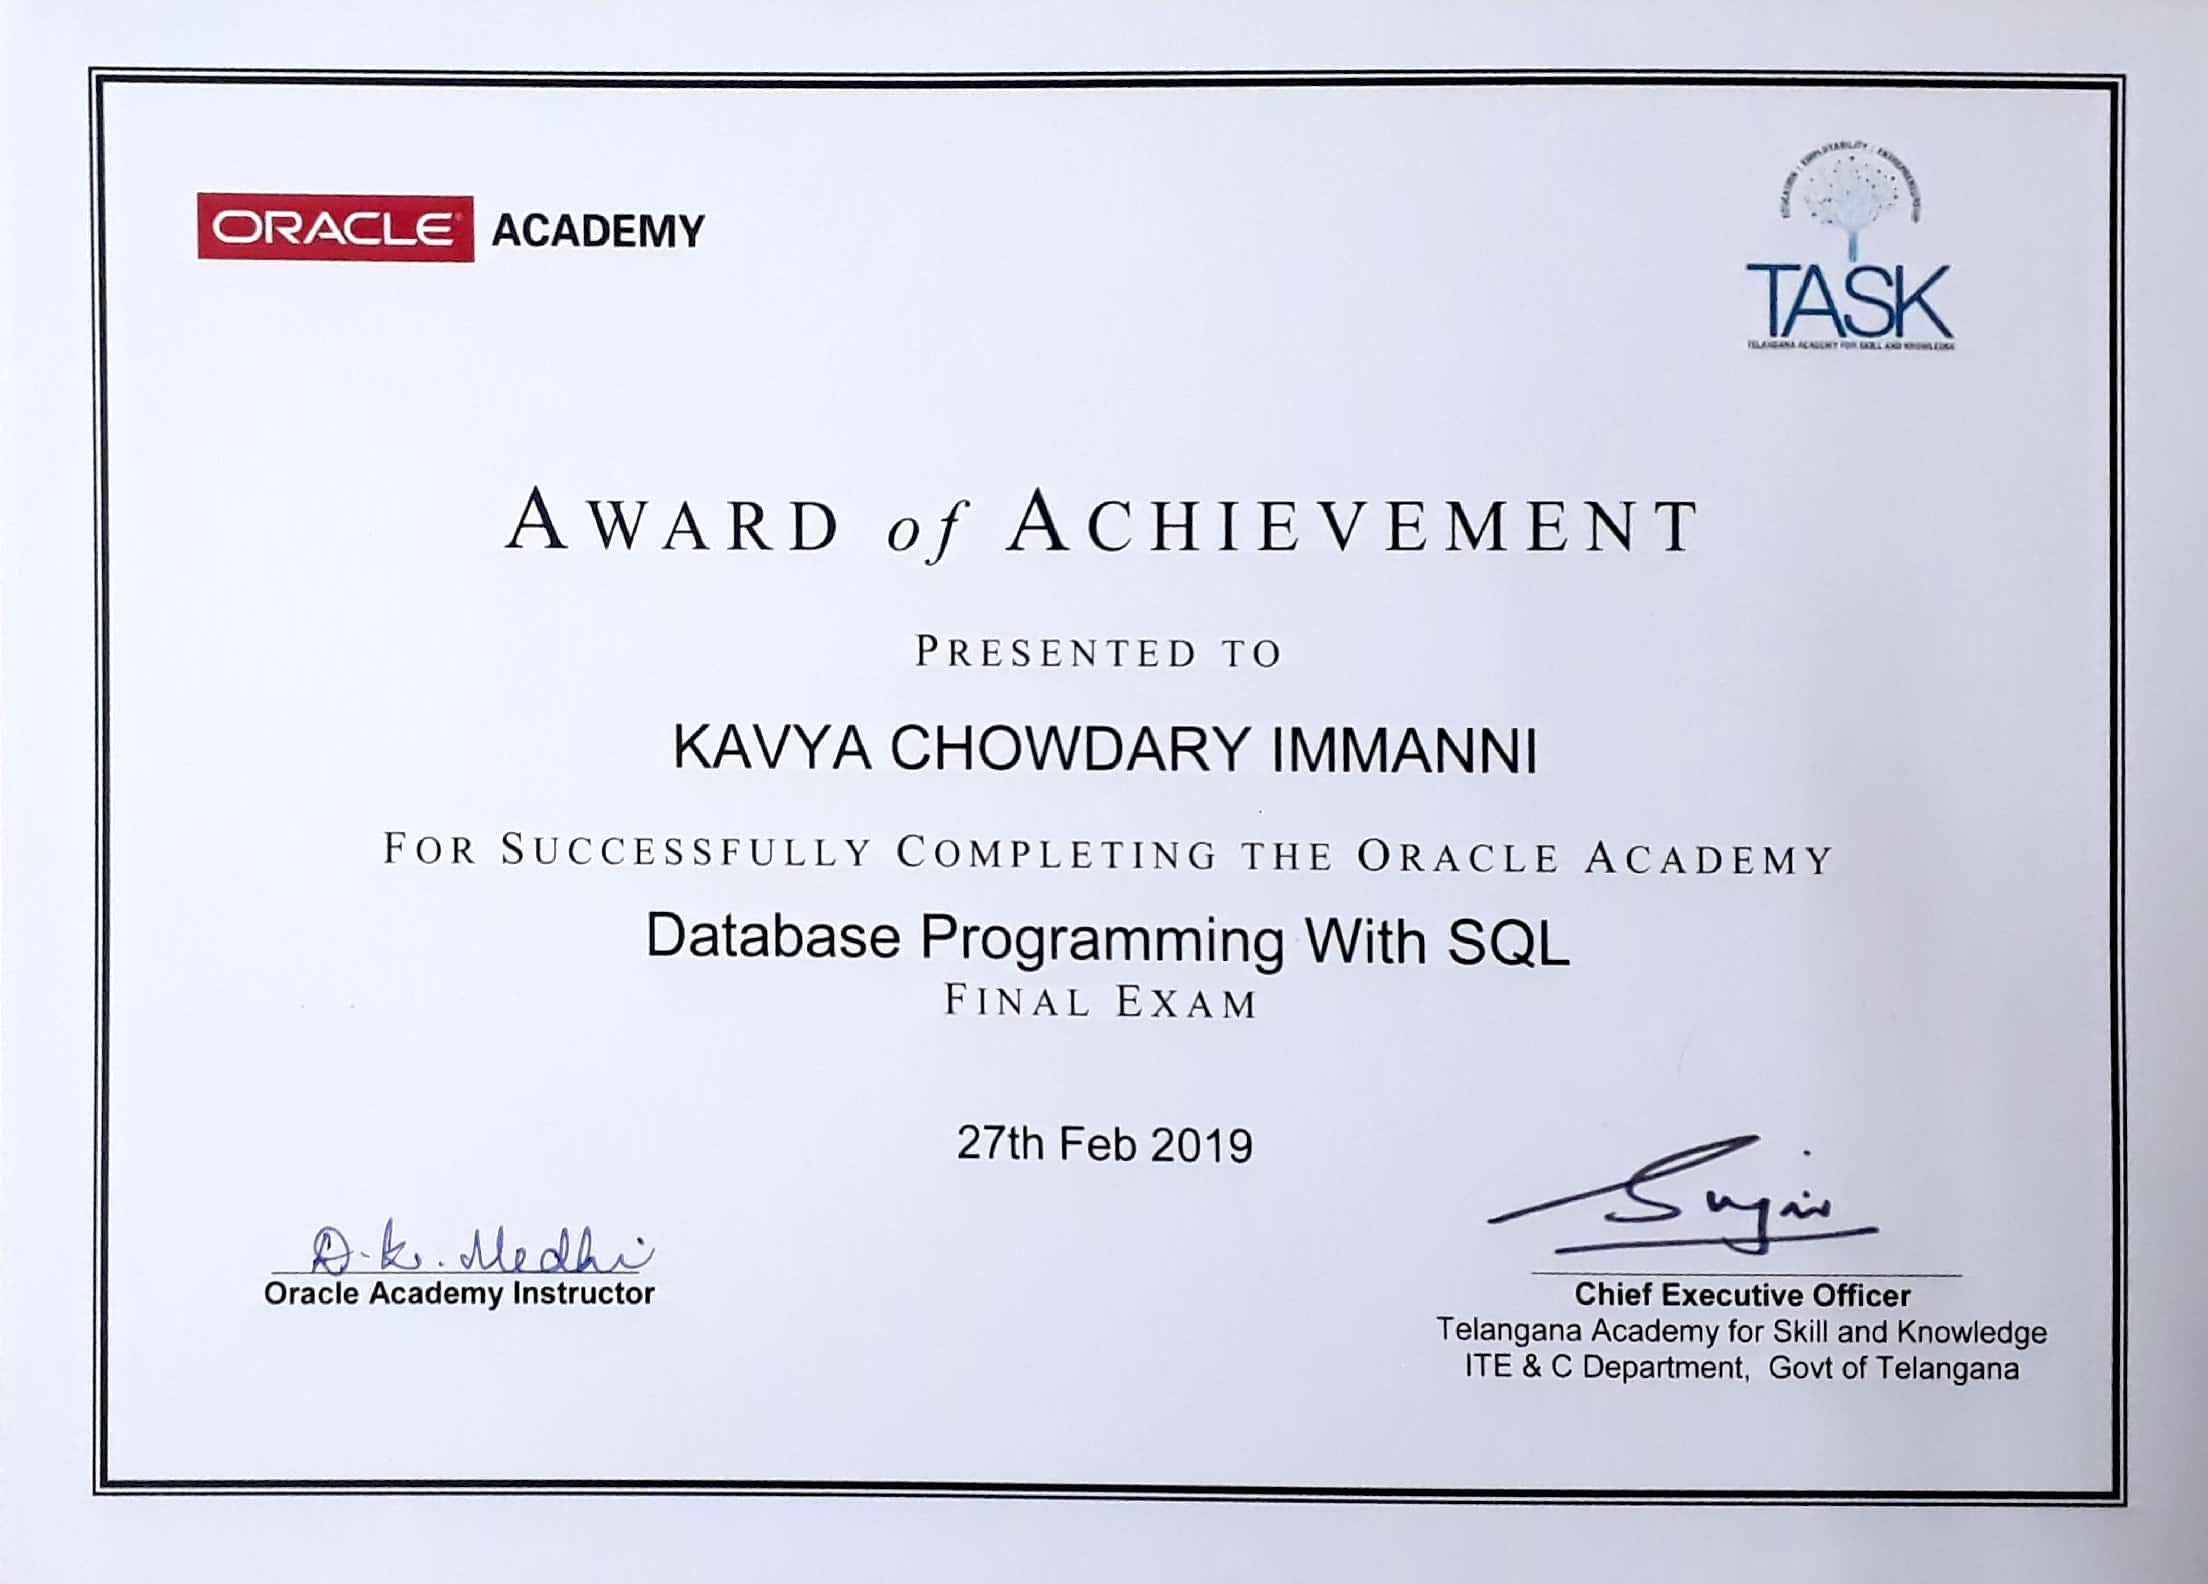 ORACLE ACADEMY
EDUCATION | EMPLOYABILITY | ENTREPRENEURSHIP
TASK
TELANGANA ACADEMY FOR SKILL AND KNOWLEDGE
AWARD of ACHIEVEMENT
PRESENTED TO
KAVYA CHOWDARY IMMANNI
FOR SUCCESSFULLY COMPLETING THE ORACLE ACADEMY
Database Programming With SQL
FINAL EXAM
27th Feb 2019
D.K. Medhi
Oracle Academy Instructor
Chief Executive Officer
Telangana Academy for Skill and Knowledge
ITE & C Department, Govt of Telangana